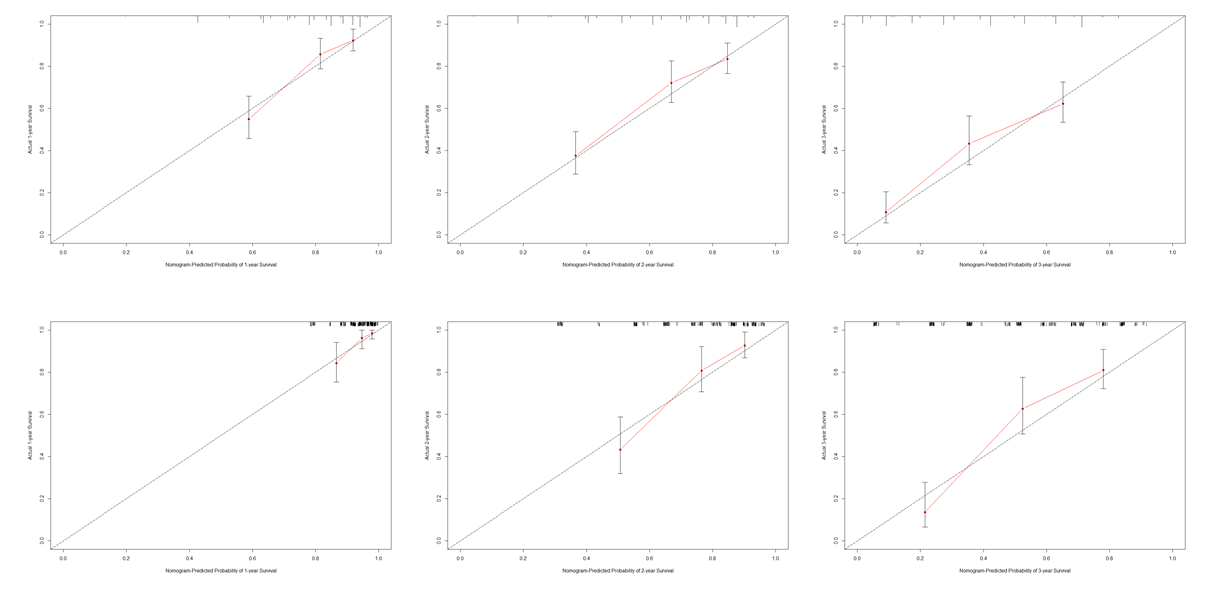 1.0
0.8
0.6
0.4
0.2
0.0
Actual 1-year Survival
0.0 0.2 0.4 0.6 0.8 1.0
Nomogram-Predicted Probability of 1-year Survival
1.0
0.8
0.6
0.4
0.2
0.0
Actual 2-year Survival
0.0 0.2 0.4 0.6 0.8 1.0
Nomogram-Predicted Probability of 2-year Survival
1.0
0.8
0.6
0.4
0.2
0.0
Actual 3-year Survival
0.0 0.2 0.4 0.6 0.8 1.0
Nomogram-Predicted Probability of 3-year Survival
1.0
0.8
0.6
0.4
0.2
0.0
Actual 1-year Survival
0.0 0.2 0.4 0.6 0.8 1.0
Nomogram-Predicted Probability of 1-year Survival
1.0
0.8
0.6
0.4
0.2
0.0
Actual 2-year Survival
0.0 0.2 0.4 0.6 0.8 1.0
Nomogram-Predicted Probability of 2-year Survival
1.0
0.8
0.6
0.4
0.2
0.0
Actual 3-year Survival
0.0 0.2 0.4 0.6 0.8 1.0
Nomogram-Predicted Probability of 3-year Survival